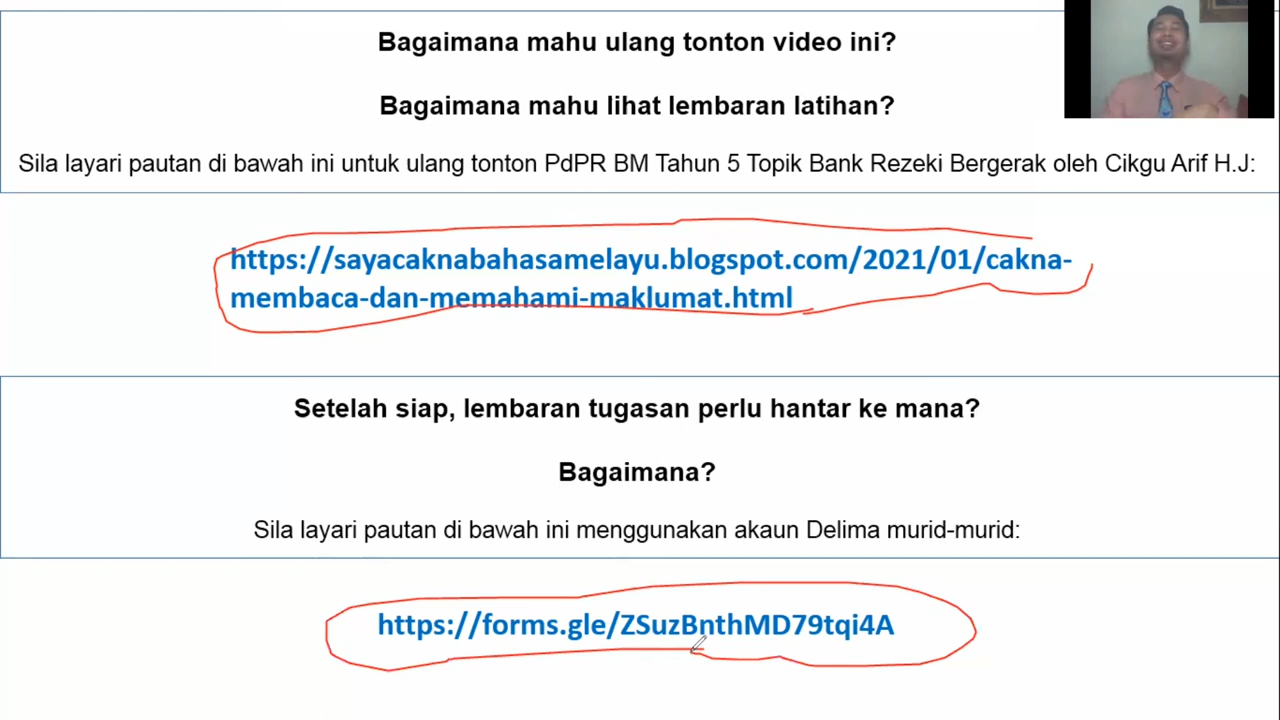 Bagaimana mahu ulang tonton video ini?
Bagaimana mahu lihat lembaran latihan?
Sila layari pautan di bawah ini untuk ulang tonton PdPR BM Tahun 5 Topik Bank Rezeki Bergerak oleh Cikgu Arif H.J:
https://sayacaknabahasamelayu.blogspot.com/2021/01/cakna-
membaca-dan-memahami-maklumat.html
Setelah siap, lembaran tugasan perlu hantar ke mana?
Bagaimana?
Sila layari pautan di bawah ini menggunakan akaun Delima murid-murid:
https://forms.gle/ZSuzBnthMD79tqi4A